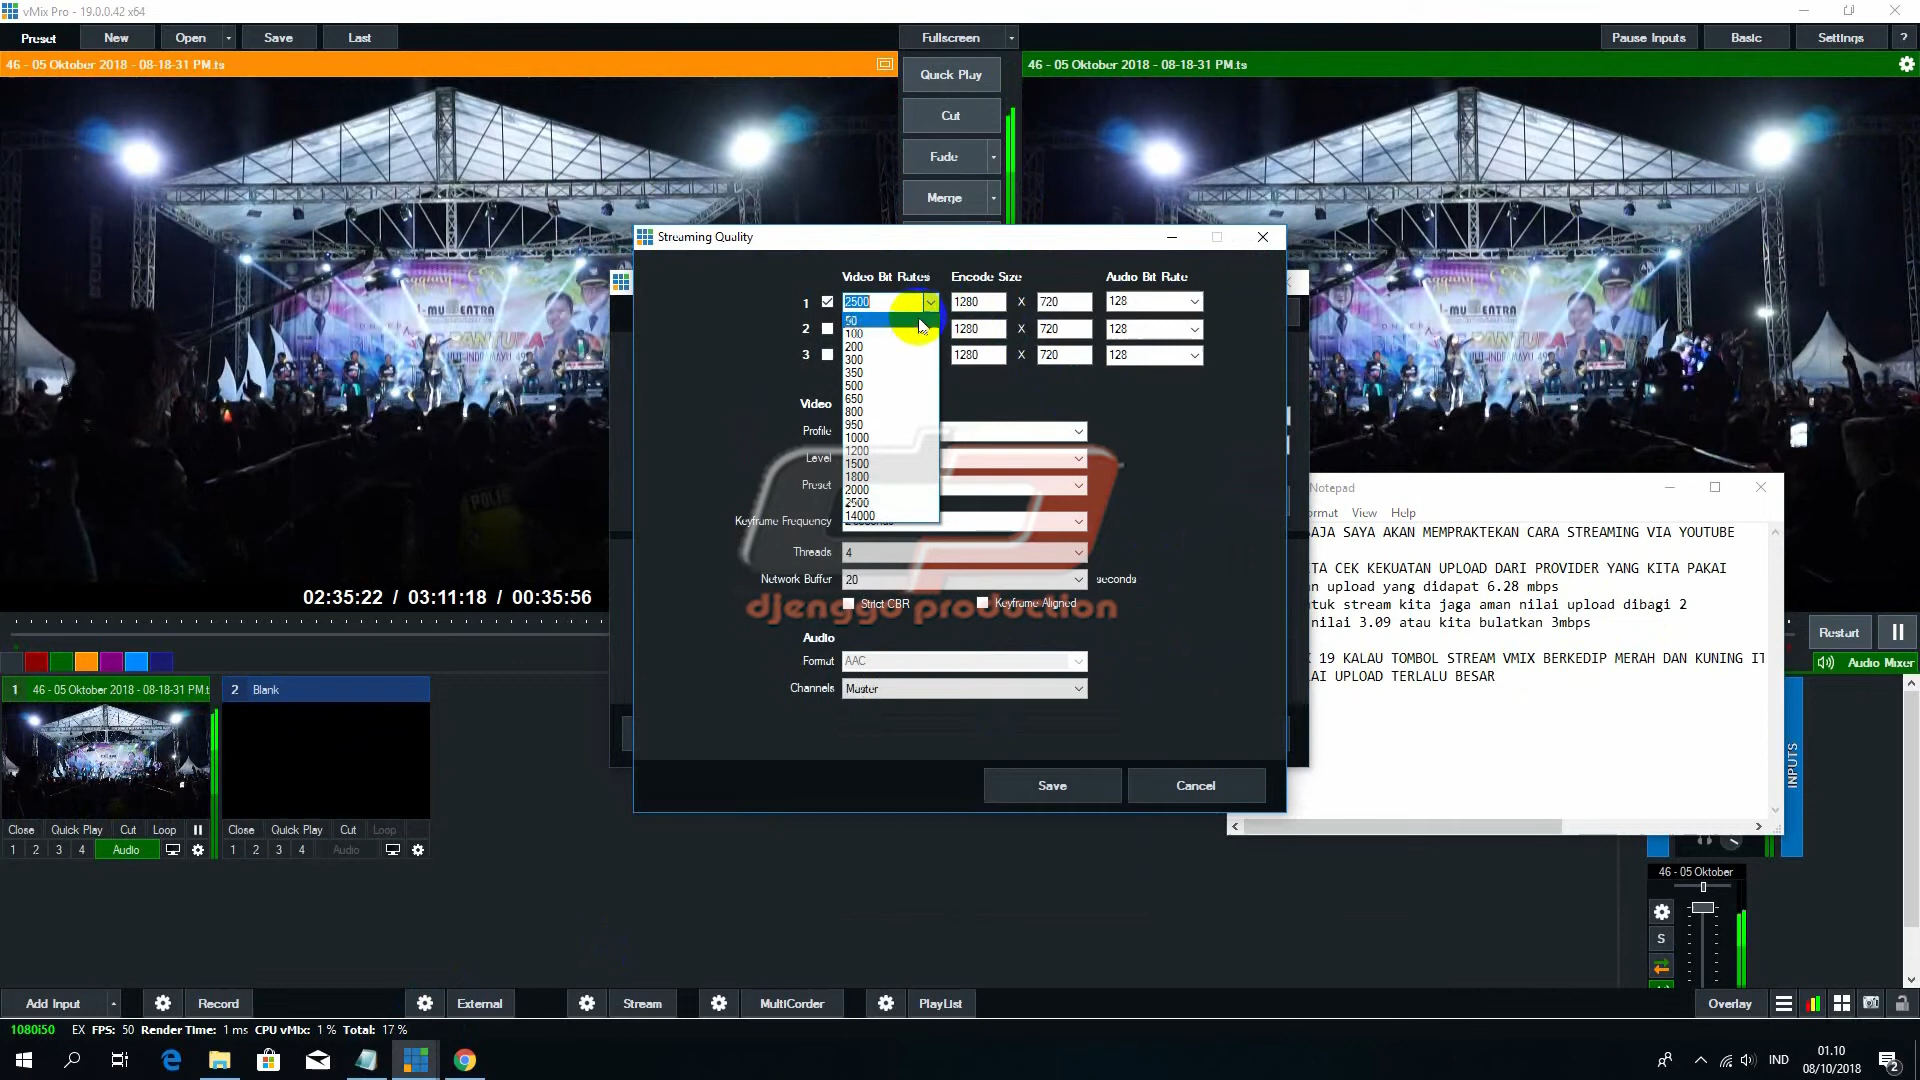 vMix Pro - 19.0.0.42 x64
Preset
New
Open
Save
Last
Fullscreen
Pause Inputs
Basic
Settings
?
46 - 05 Oktober 2018 - 08-18-31 PM.ts
Quick Play
46 - 05 Oktober 2018 - 08-18-31 PM.ts
Cut
Fade
Merge
Streaming Quality
Video Bit Rates
Encode Size
Audio Bit Rate
1
2500
1280
X
720
128
2
1280
X
720
128
3
1280
X
720
128
50
100
200
300
350
500
650
800
950
1000
1200
1500
1800
2000
2500
14000
Video
Profile
Level
Preset
Keyframe Frequency
Threads
4
Network Buffer
20
seconds
Strict CBR
Keyframe Aligned
djenggo production
Audio
Format
AAC
Channels
Master
Save
Cancel
POLIS
02:35:22 / 03:11:18 / 00:35:56
Notepad
ormat
View
Help
AJA SAYA AKAN MEMPRAKTEKAN CARA STREAMING VIA YOUTUBE
TA CEK KEKUATAN UPLOAD DARI PROVIDER YANG KITA PAKAI
an upload yang didapat 6.28 mbps
ntuk stream kita jaga aman nilai upload dibagi 2
nilai 3.09 atau kita bulatkan 3mbps
X 19 KALAU TOMBOL STREAM VMIX BERKEDIP MERAH DAN KUNING IT
AI UPLOAD TERLALU BESAR
Restart
Audio Mixer
INPUTS
1
46 - 05 Oktober 2018 - 08-18-31 PM.t
2
Blank
Close
Quick Play
Cut
Loop
Close
Quick Play
Cut
Loop
1
2
3
4
Audio
1
2
3
4
Audio
46 - 05 Oktober
S
Add Input
Record
External
Stream
MultiCorder
PlayList
Overlay
1080i50
EX
FPS: 50
Render Time: 1 ms
CPU vMix: 1 %
Total: 17 %
IND
01.10
08/10/2018
2